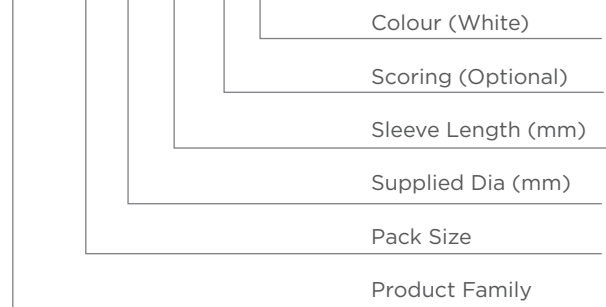 Colour (White)
Scoring (Optional)
Sleeve Length (mm)
Supplied Dia (mm)
Pack Size
Product Family